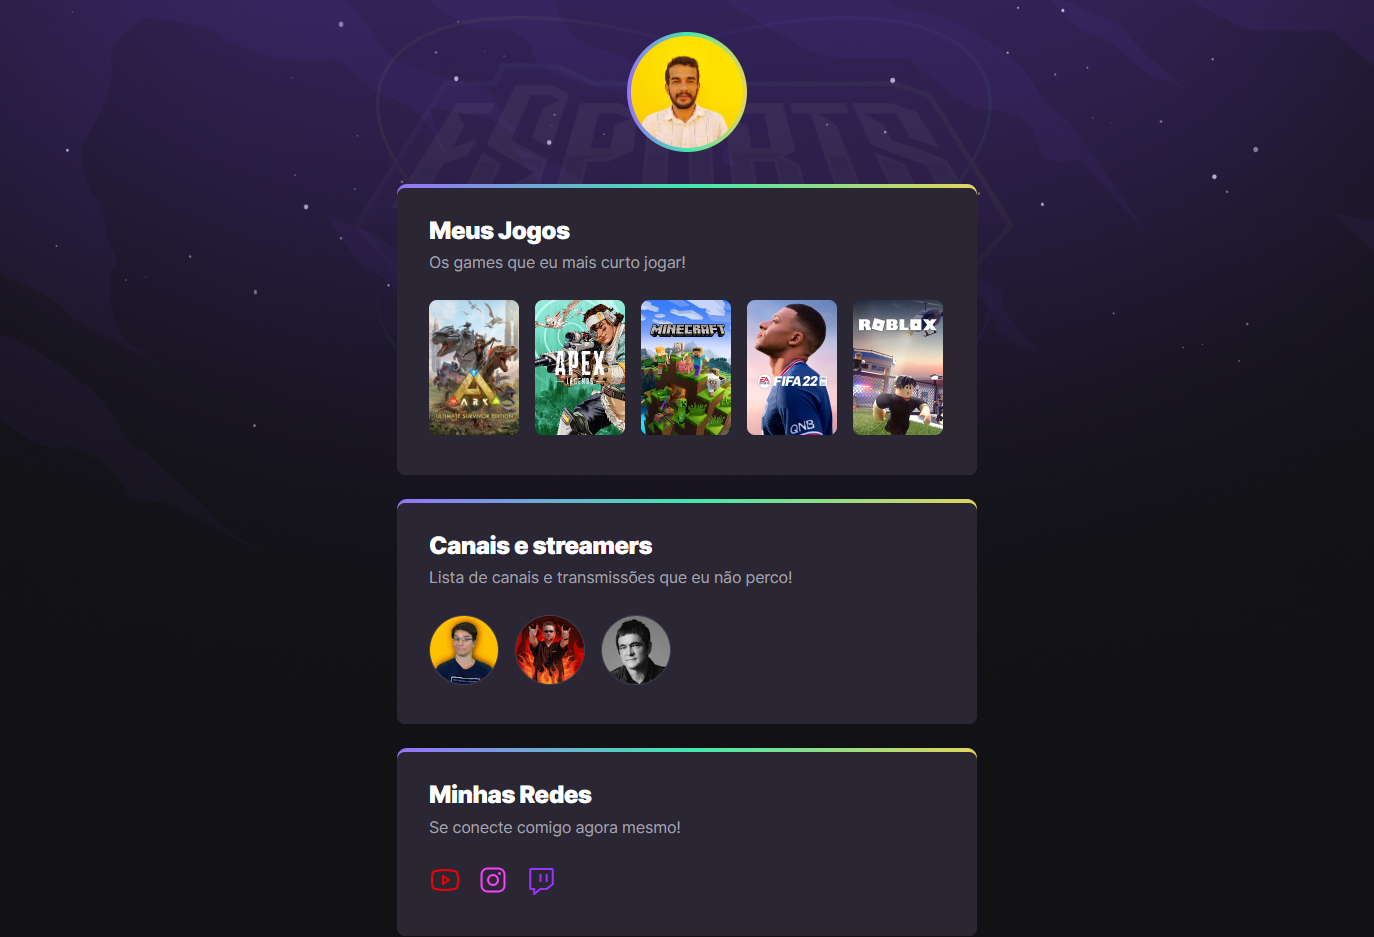 ESPORTS
Meus Jogos
Os games que eu mais curto jogar!
ARK
ULTIMATE SURVIVOR EDITION
APEX
LEGENDS
MINECRAFT
EA SPORTS FIFA 22
QNB
ROBLOX
Canais e streamers
Lista de canais e transmissões que eu não perco!
Minhas Redes
Se conecte comigo agora mesmo!